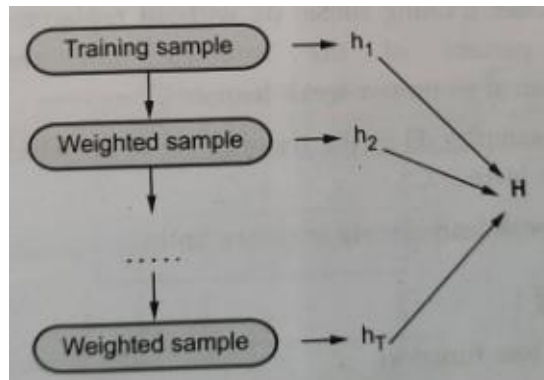 Training sample h1
Weighted sample h2
H
.....
Weighted sample hT